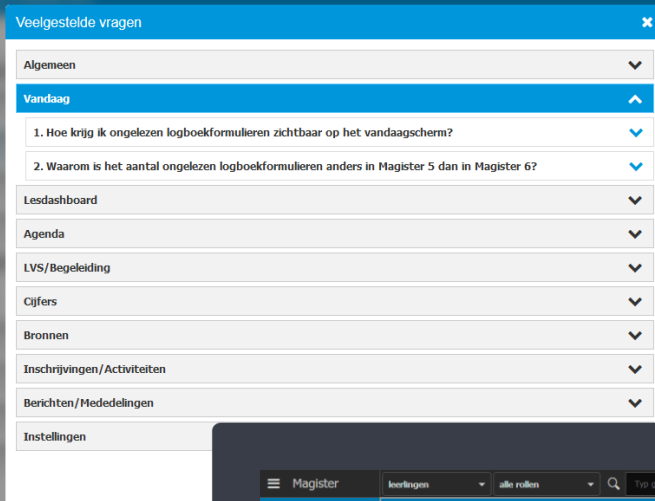 Veelgestelde vragen
Algemeen
Vandaag
1. Hoe krijg ik ongelezen logboekformulieren zichtbaar op het vandaagscherm?
2. Waarom is het aantal ongelezen logboekformulieren anders in Magister 5 dan in Magister 6?
Lesdashboard
Agenda
LVS/Begeleiding
Cijfers
Bronnen
Inschrijvingen/Activiteiten
Berichten/Mededelingen
Instellingen
Magister leerlingen alle rollen Typ